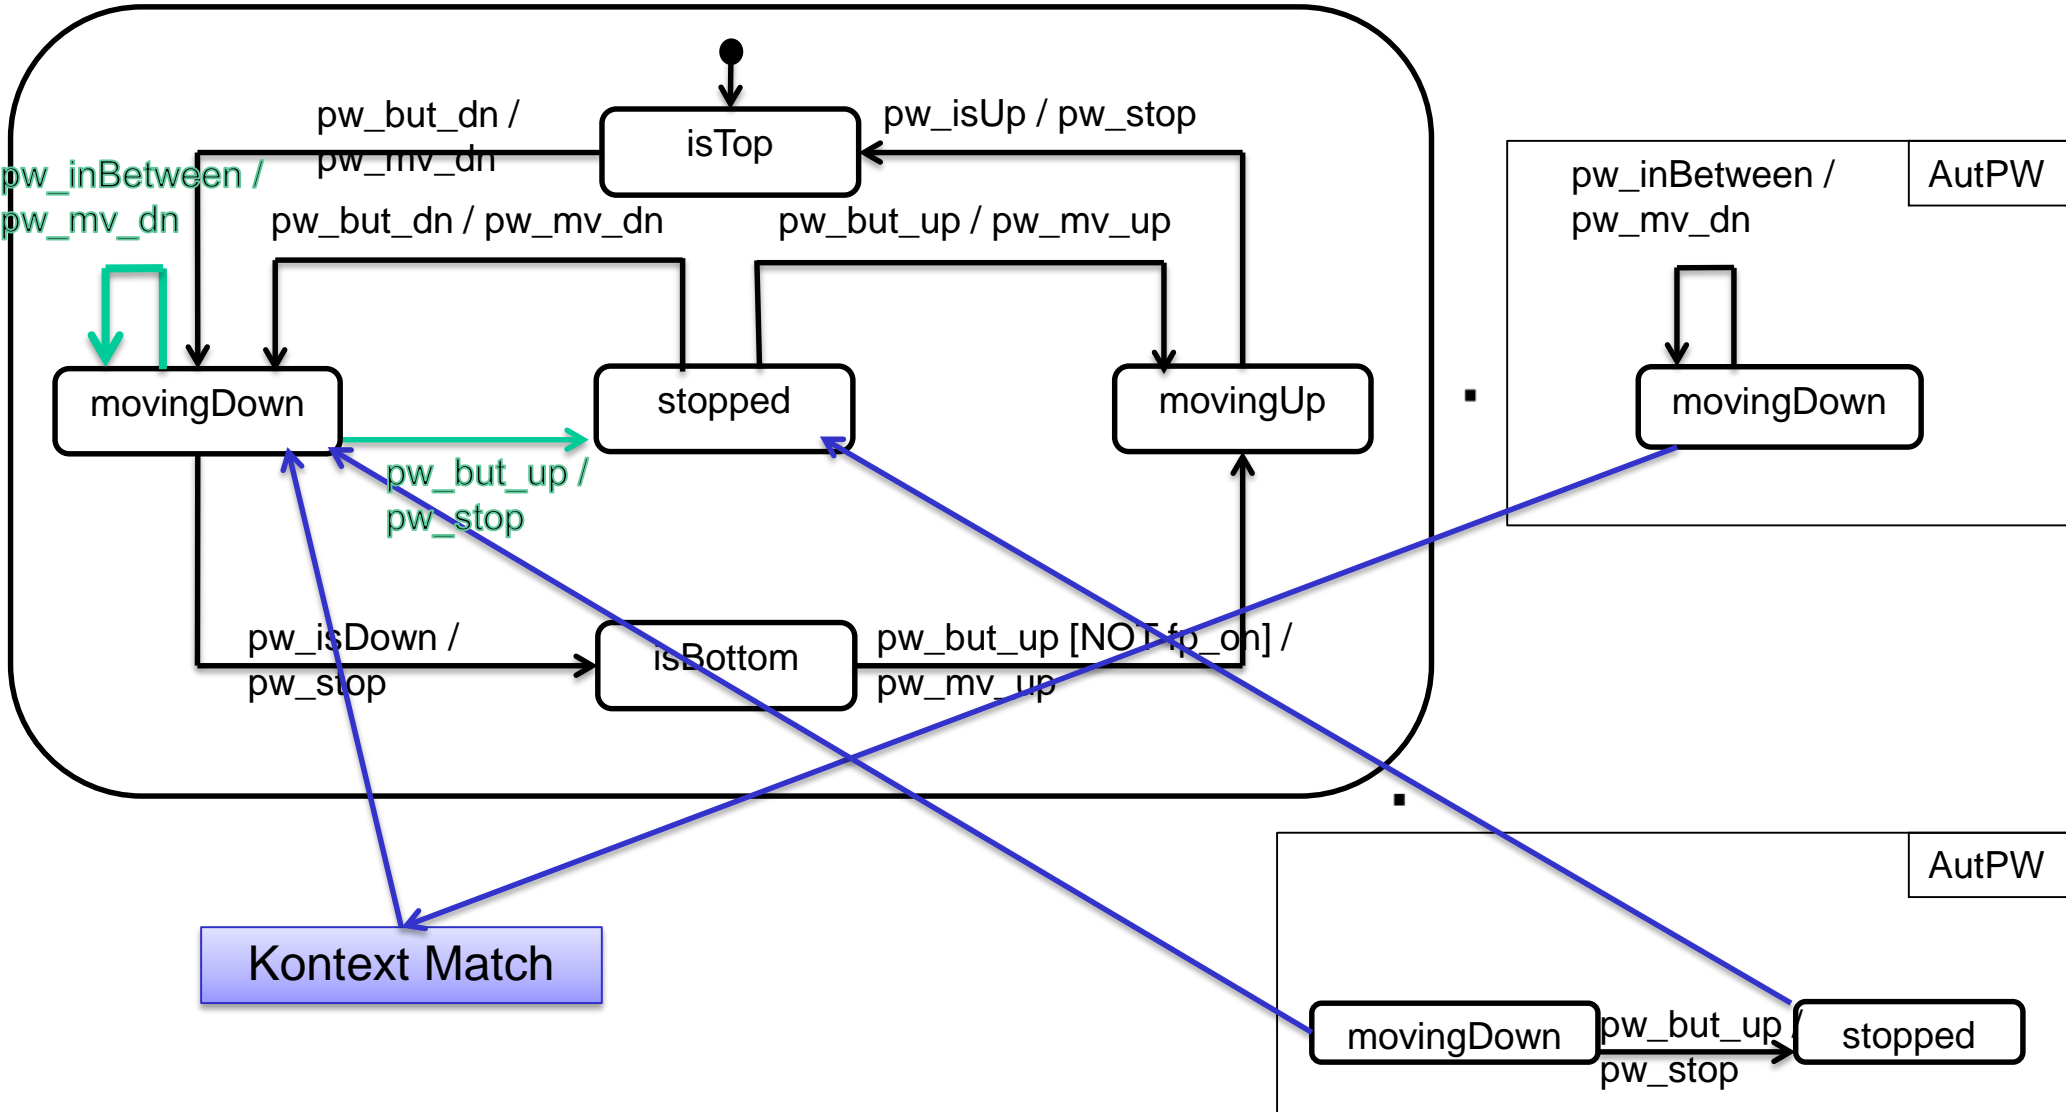 pw_but_dn /
pw_mv_dn
isTop
pw_isUp / pw_stop
pw_inBetween /
pw_mv_dn
pw_but_dn / pw_mv_dn
pw_but_up / pw_mv_up
pw_inBetween /
pw_mv_dn
AutPW
movingDown
stopped
movingUp
movingDown
pw_but_up /
pw_stop
pw_isDown /
pw_stop
isBottom
pw_but_up [NOT fp_on] /
pw_mv_up
AutPW
Kontext Match
movingDown
pw_but_up /
pw_stop
stopped